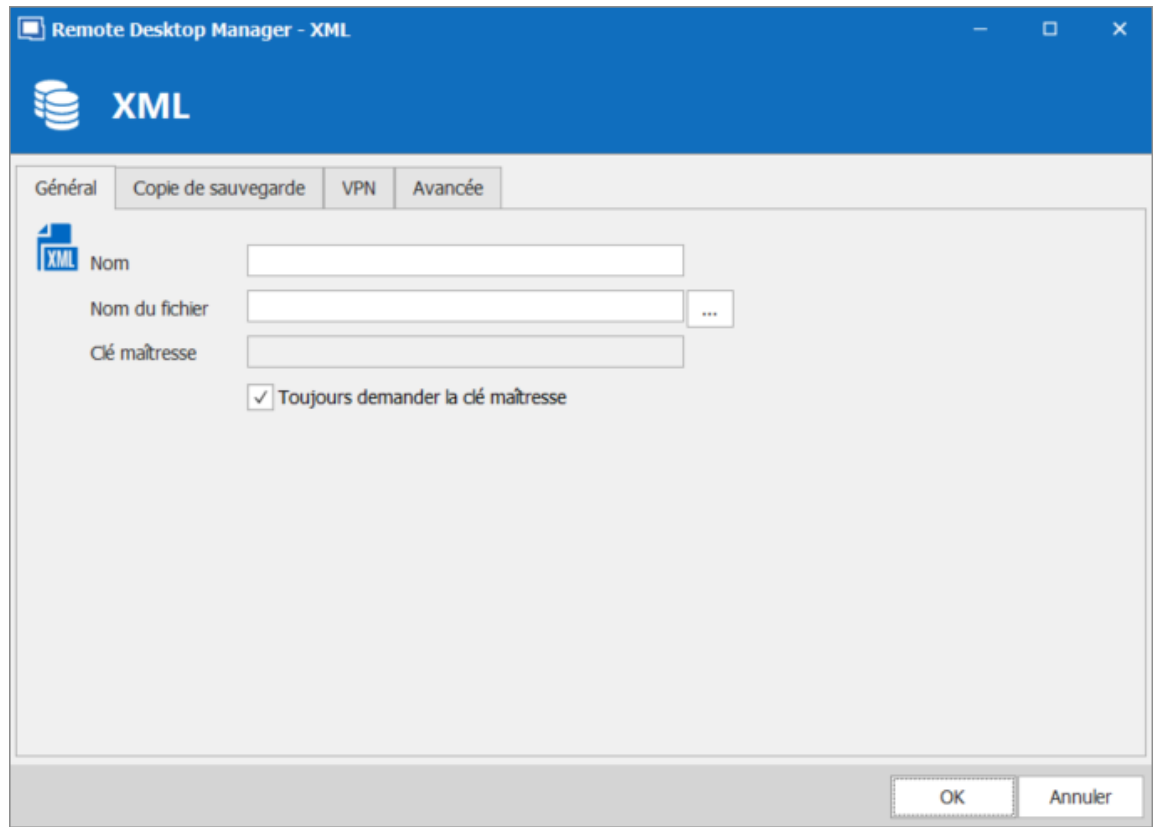 Remote Desktop Manager - XML
XML
Général Copie de sauvegarde VPN Avancée
XML
Nom
Nom du fichier ...
Clé maîtresse
Toujours demander la clé maîtresse
OK Annuler